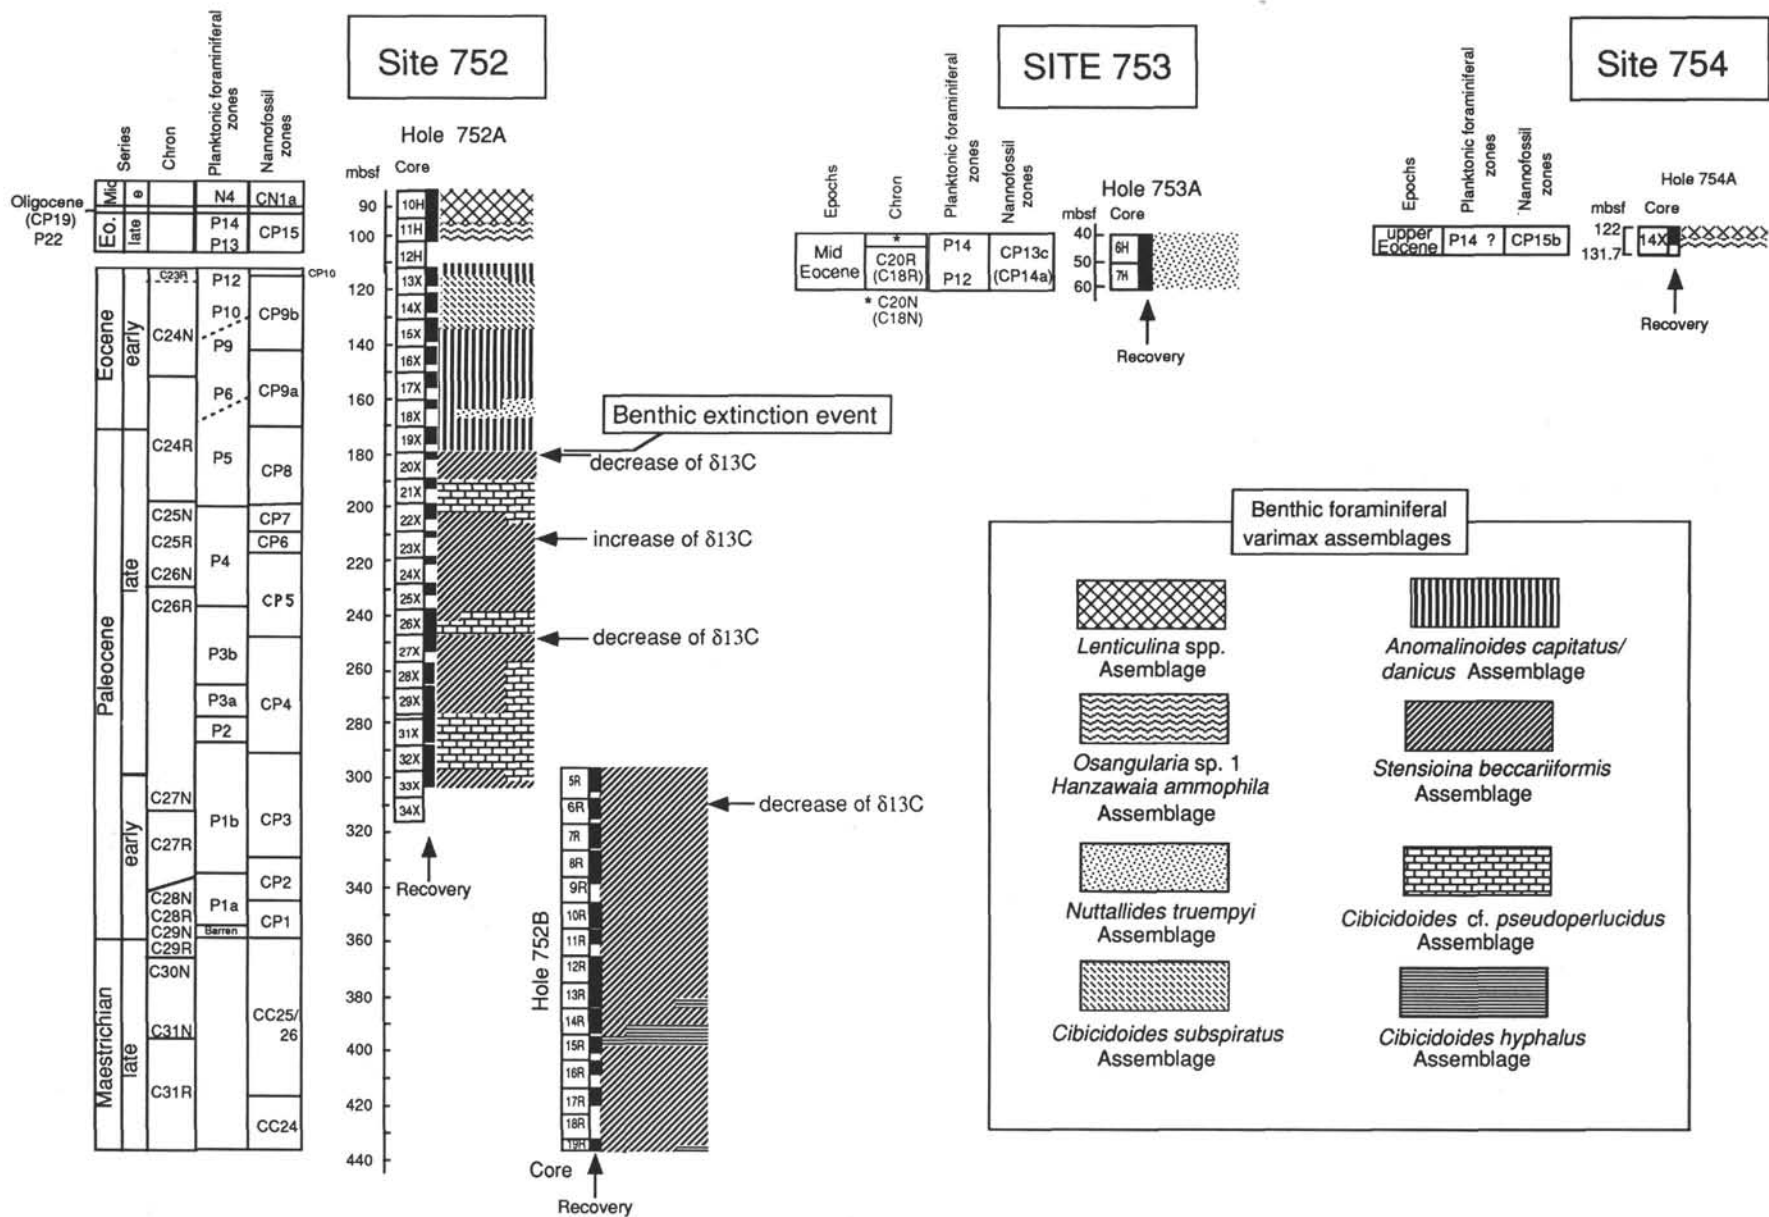 Site 752
Series
Chron
Planktonic foraminiferal
zones
Nannofossil
zones
Hole 752A
mbsf
Core
Mio
e
N4
CN1a
Oligocene
(CP19)
P22
Eo.
late
P14
P13
CP15
Eocene
early
Paleocene
late
early
Maestrichian
late
C23R
C24N
C24R
C25N
C25R
C26N
C26R
C27N
C27R
C28N
C28R
C29N
C29R
C30N
C31N
C31R
P12
P10
P9
P6
P5
P4
P3b
P3a
P2
P1b
P1a
Barren
CP10
CP9b
CP9a
CP8
CP7
CP6
CP5
CP4
CP3
CP2
CP1
CC25/
26
CC24
90
100
120
140
160
180
200
220
240
260
280
300
320
340
360
380
400
420
440
10H
11H
12H
13X
14X
15X
16X
17X
18X
19X
20X
21X
22X
23X
24X
25X
26X
27X
28X
29X
31X
32X
33X
34X
Recovery
Benthic extinction event
decrease of δ13C
increase of δ13C
decrease of δ13C
decrease of δ13C
Hole 752B
5R
6R
7R
8R
9R
10R
11R
12R
13R
14R
15R
16R
17R
18R
19R
Core
Recovery
SITE 753
Epochs
Chron
Planktonic foraminiferal
zones
Nannofossil
zones
Hole 753A
mbsf
Core
Mid
Eocene
*
C20R
(C18R)
P14
P12
CP13c
(CP14a)
* C20N
(C18N)
40
50
60
6H
7H
Recovery
Site 754
Epochs
Planktonic foraminiferal
zones
Nannofossil
zones
Hole 754A
mbsf
Core
upper
Eocene
P14 ?
CP15b
122
131.7
14X
Recovery
Benthic foraminiferal
varimax assemblages
Lenticulina spp.
Asemblage
Anomalinoides capitatus/
danicus Assemblage
Osangularia sp. 1
Hanzawaia ammophila
Assemblage
Stensioina beccariiformis
Assemblage
Nuttallides truempyi
Assemblage
Cibicidoides cf. pseudoperlucidus
Assemblage
Cibicidoides subspiratus
Assemblage
Cibicidoides hyphalus
Assemblage